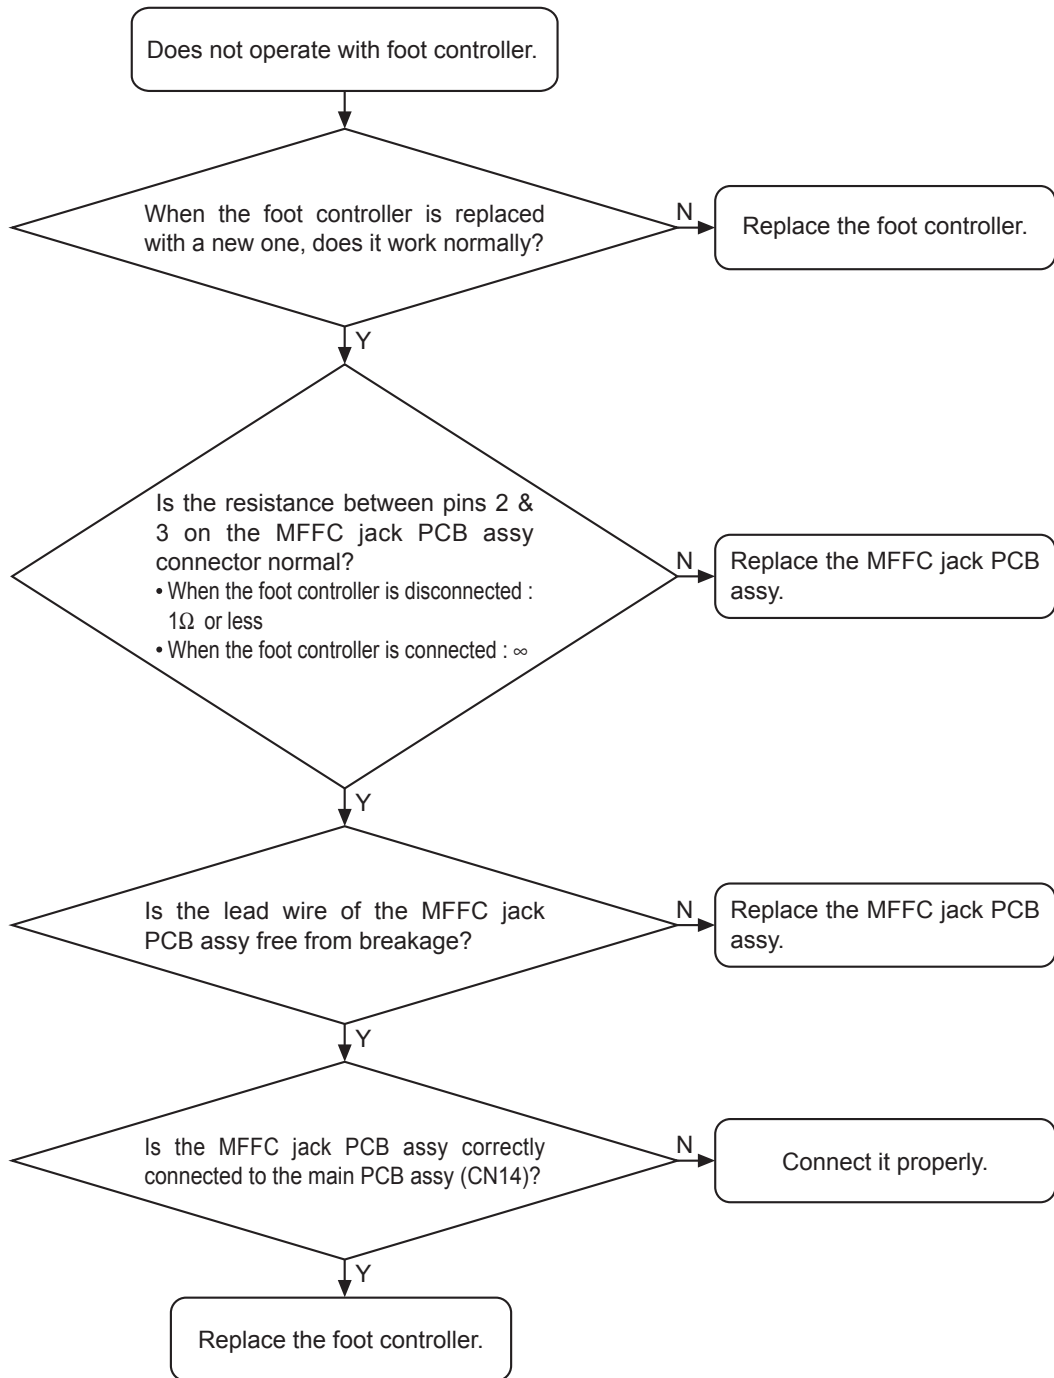 Does not operate with foot controller.
When the foot controller is replaced
with a new one, does it work normally?
N
Replace the foot controller.
Y
Is the resistance between pins 2 &
3 on the MFFC jack PCB assy
connector normal?
• When the foot controller is disconnected :
1Ω or less
• When the foot controller is connected : ∞
N
Replace the MFFC jack PCB
assy.
Y
Is the lead wire of the MFFC jack
PCB assy free from breakage?
N
Replace the MFFC jack PCB
assy.
Y
Is the MFFC jack PCB assy correctly
connected to the main PCB assy (CN14)?
N
Connect it properly.
Y
Replace the foot controller.